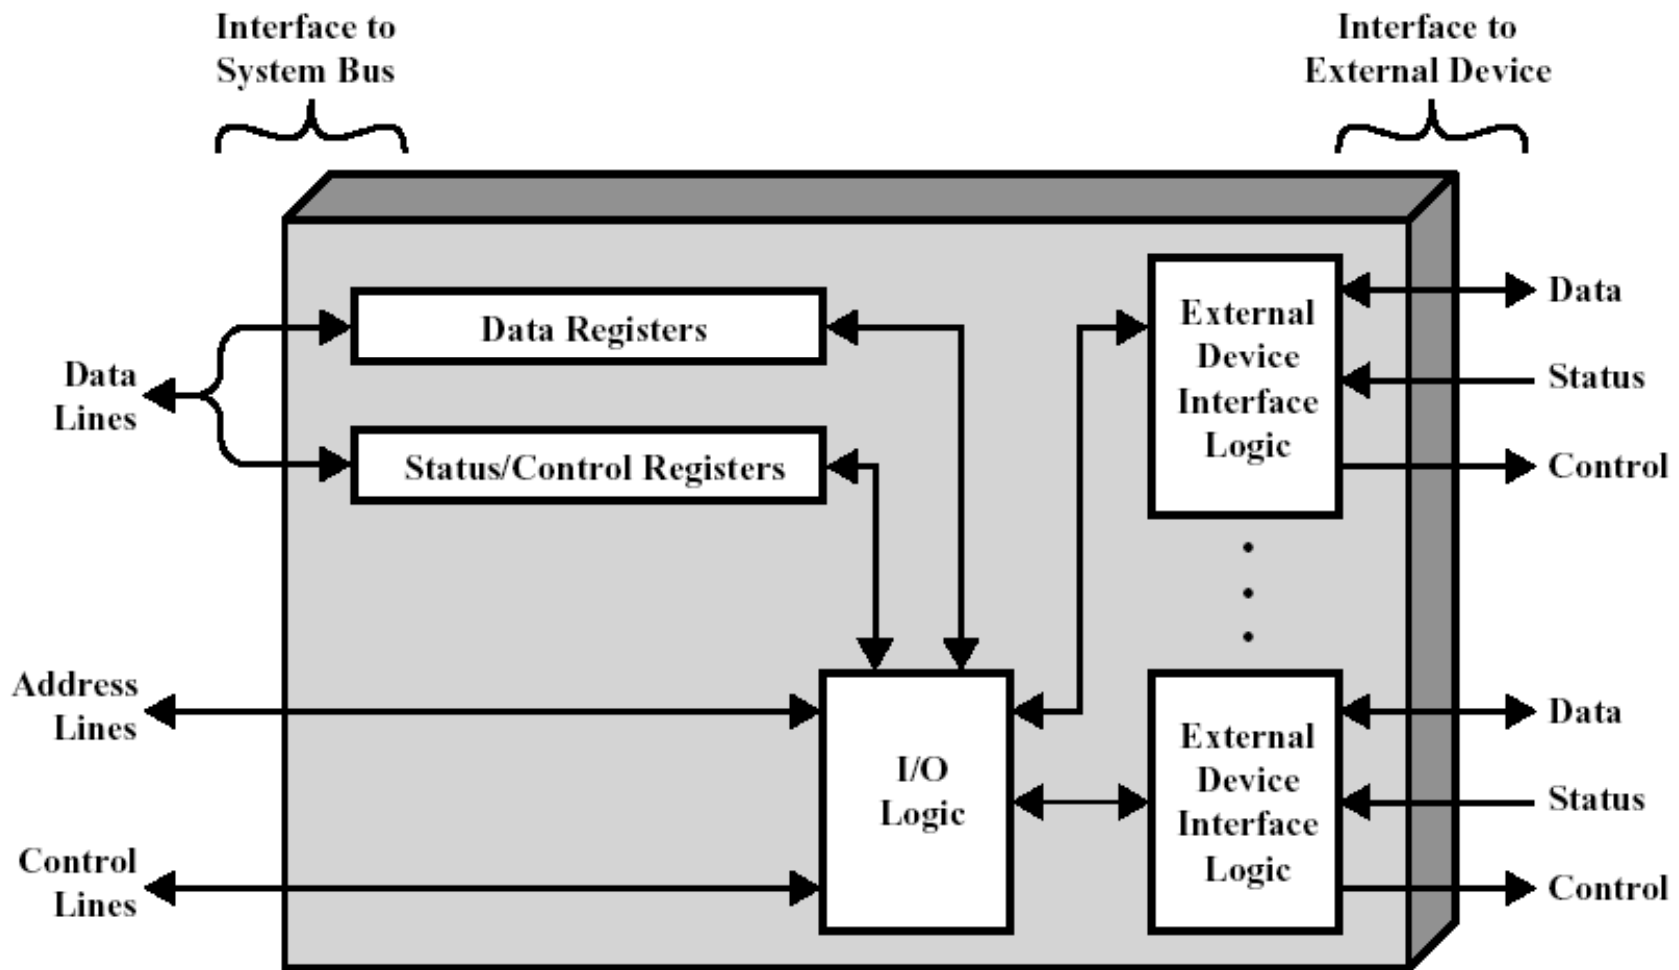 Interface to
System Bus
Interface to
External Device
Data Registers
Status/Control Registers
Data
Lines
Address
Lines
Control
Lines
I/O
Logic
External
Device
Interface
Logic
Data
Status
Control
External
Device
Interface
Logic
Data
Status
Control